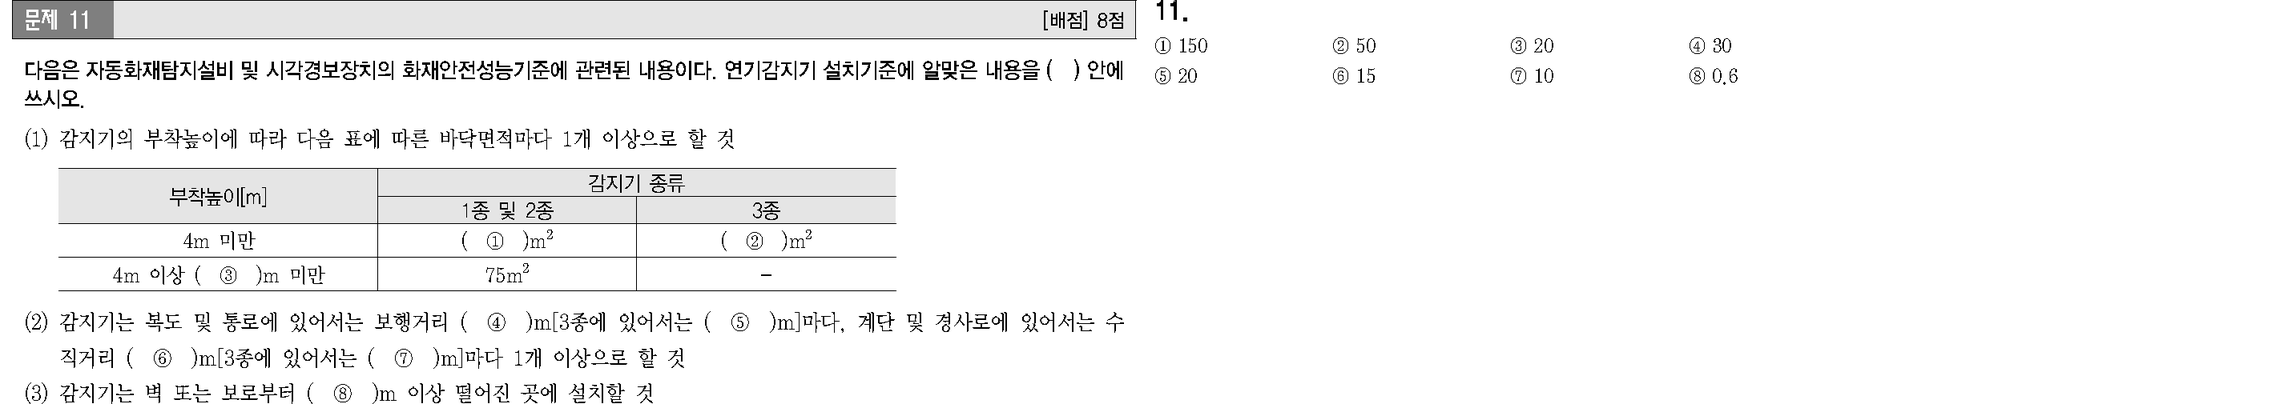 문제 11
[배점] 8점
다음은 자동화재탐지설비 및 시각경보장치의 화재안전성능기준에 관련된 내용이다. 연기감지기 설치기준에 알맞은 내용을 (　) 안에
쓰시오.
(1) 감지기의 부착높이에 따라 다음 표에 따른 바닥면적마다 1개 이상으로 할 것
부착높이[m]
감지기 종류
1종 및 2종
3종
4m 미만
( ① )m²
( ② )m²
4m 이상 ( ③ )m 미만
75m²
−
(2) 감지기는 복도 및 통로에 있어서는 보행거리 ( ④ )m[3종에 있어서는 ( ⑤ )m]마다, 계단 및 경사로에 있어서는 수
직거리 ( ⑥ )m[3종에 있어서는 ( ⑦ )m]마다 1개 이상으로 할 것
(3) 감지기는 벽 또는 보로부터 ( ⑧ )m 이상 떨어진 곳에 설치할 것
11.
① 150 ② 50 ③ 20 ④ 30
⑤ 20 ⑥ 15 ⑦ 10 ⑧ 0.6